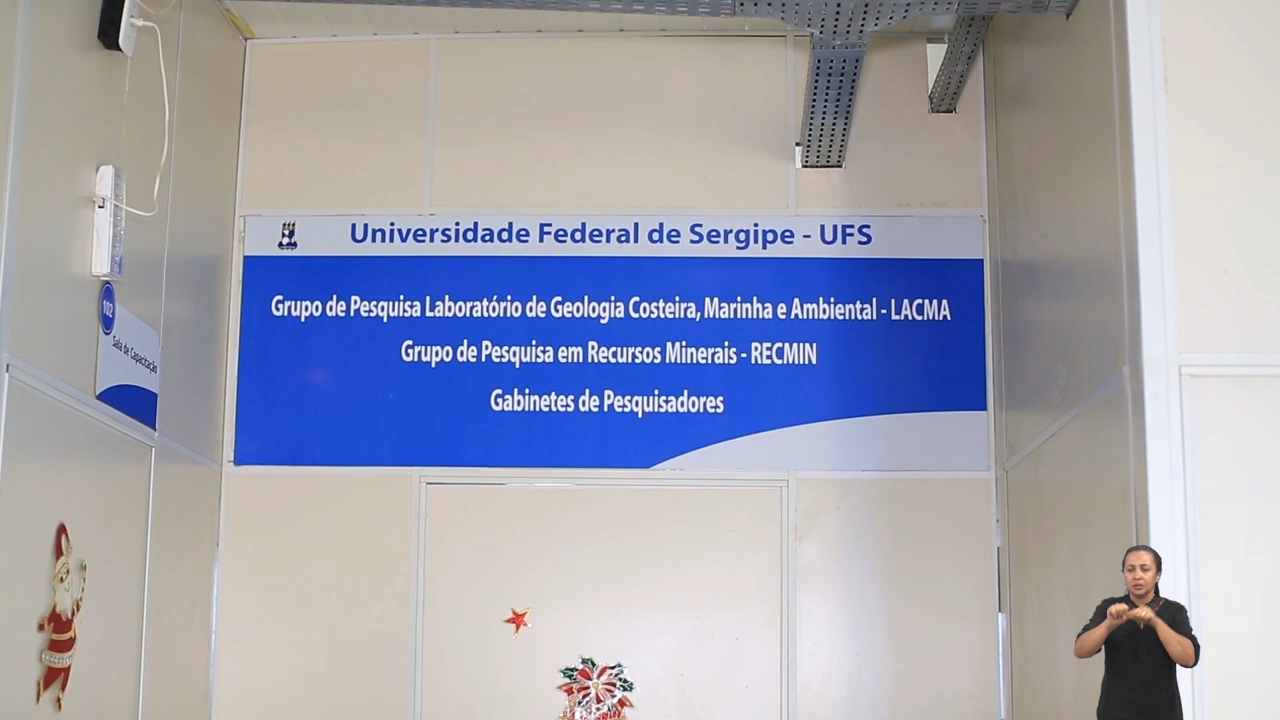 Universidade Federal de Sergipe - UFS
Grupo de Pesquisa Laboratório de Geologia Costeira, Marinha e Ambiental - LACMA
Grupo de Pesquisa em Recursos Minerais - RECMIN
Gabinetes de Pesquisadores
102
Sala de Capacitação